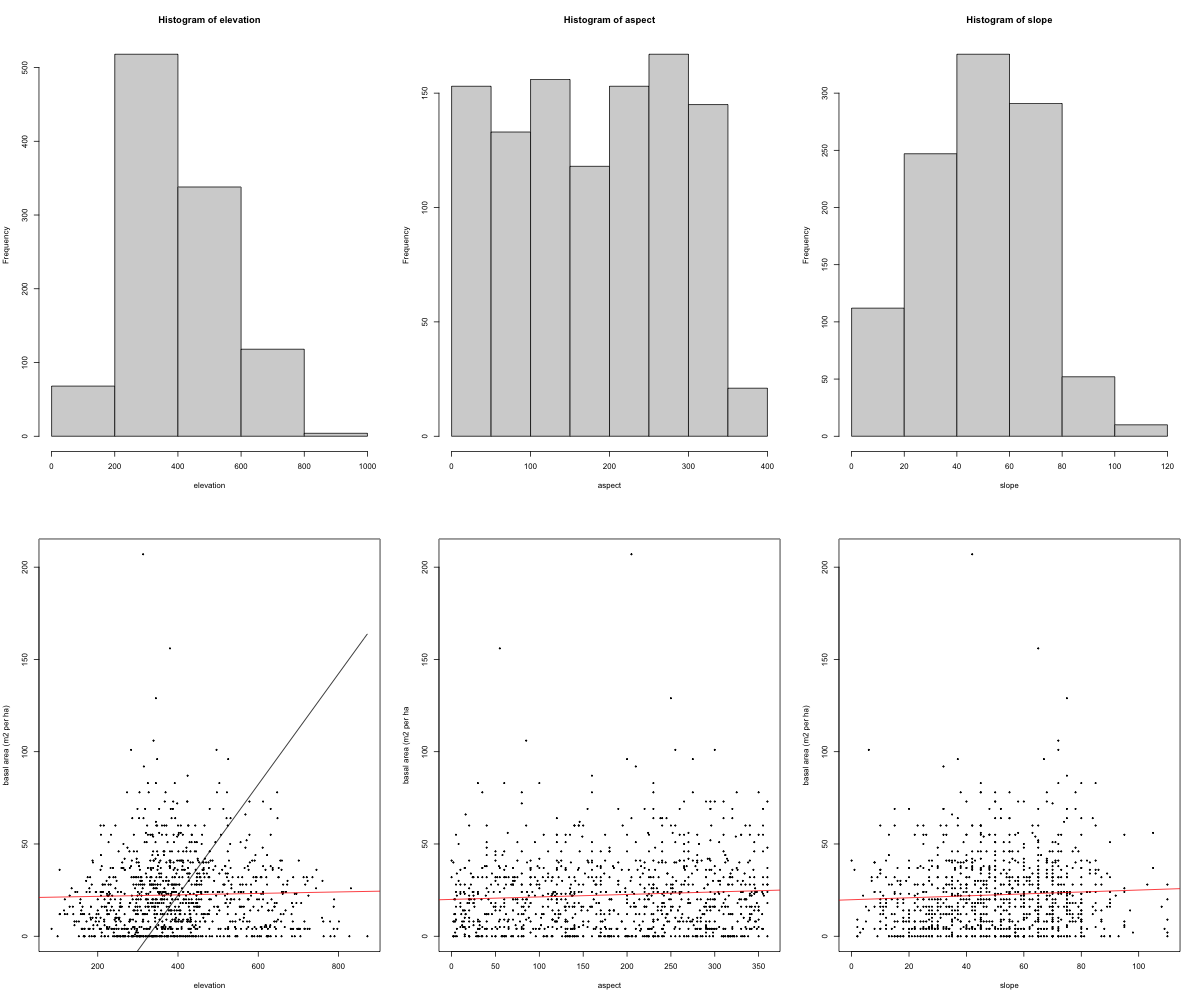 Histogram of elevation
Frequency
0 100 200 300 400 500
0 200 400 600 800 1000
elevation
Histogram of aspect
Frequency
0 50 100 150
0 100 200 300 400
aspect
Histogram of slope
Frequency
0 50 100 150 200 250 300
0 20 40 60 80 100 120
slope
basal area (m2 per ha)
0 50 100 150 200
200 400 600 800
elevation
basal area (m2 per ha
0 50 100 150 200
0 50 100 150 200 250 300 350
aspect
basal area (m2 per ha)
0 50 100 150 200
0 20 40 60 80 100
slope